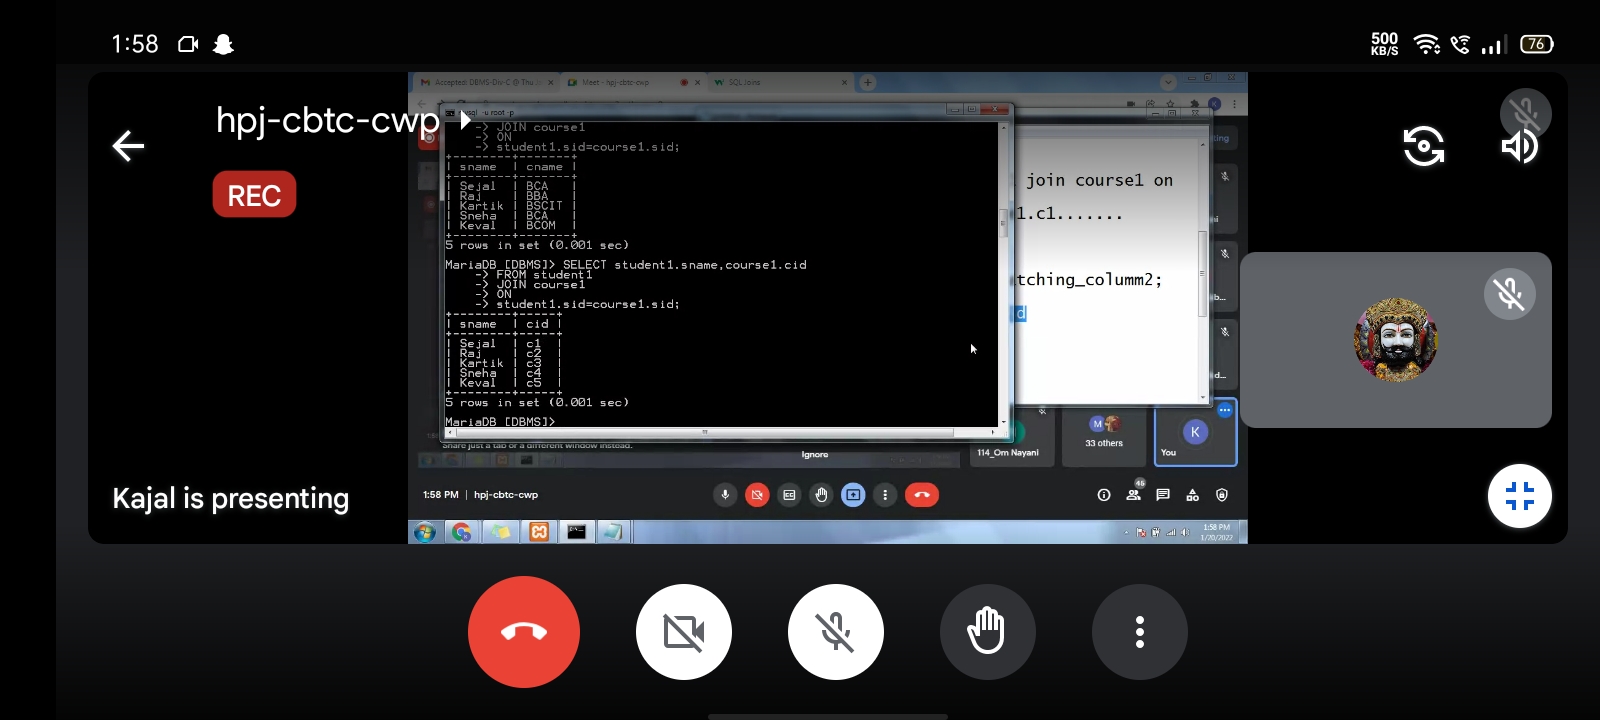 1:58
500
KB/S
76
hpj-cbtc-cwp
REC
Kajal is presenting
Accepted: DBMS-Div-C @ Thu
Meet - hpj-cbtc-cwp
SQL Joins
mysql -u root -p
-> JOIN course1
-> ON
-> student1.sid=course1.sid;
+---------+-------+
| sname | cname |
+---------+-------+
| Sejal | BCA |
| Raj | BBA |
| Kartik | BSCIT |
| Sneha | BCA |
| Keval | BCOM |
+---------+-------+
5 rows in set (0.001 sec)
MariaDB [DBMS]> SELECT student1.sname,course1.cid
-> FROM student1
-> JOIN course1
-> ON
-> student1.sid=course1.sid;
+---------+-----+
| sname | cid |
+---------+-----+
| Sejal | c1 |
| Raj | c2 |
| Kartik | c3 |
| Sneha | c4 |
| Keval | c5 |
+---------+-----+
5 rows in set (0.001 sec)
MariaDB [DBMS]>
join course1 on
1.c1.......
tching_columm2;
d
Share just a tab or a different window instead.
Ignore
114_Om Nayani
M
33 others
K
You
1:58 PM | hpj-cbtc-cwp
46
1:58 PM
1/20/2022